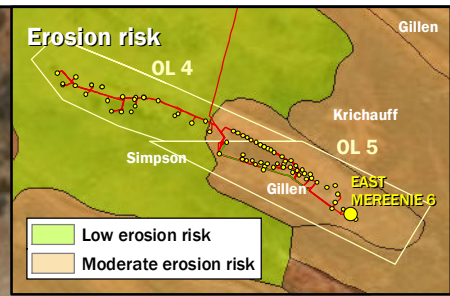 Erosion risk
Gillen
OL 4
Krichauff
OL 5
Simpson
EAST
Gillen
MEREENIE 6
Low erosion risk
Moderate erosion risk